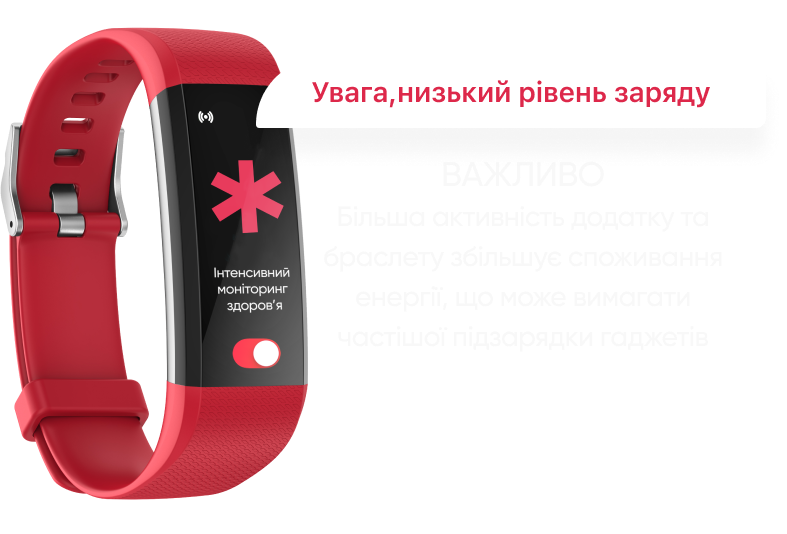 Увага,низький рівень заряду
ВАЖЛИВО
Більша активність додатку та
браслету збільшує споживання
енергії, що може вимагати
частішої підзарядки гаджетів
Інтенсивний
моніторинг
здоров’я